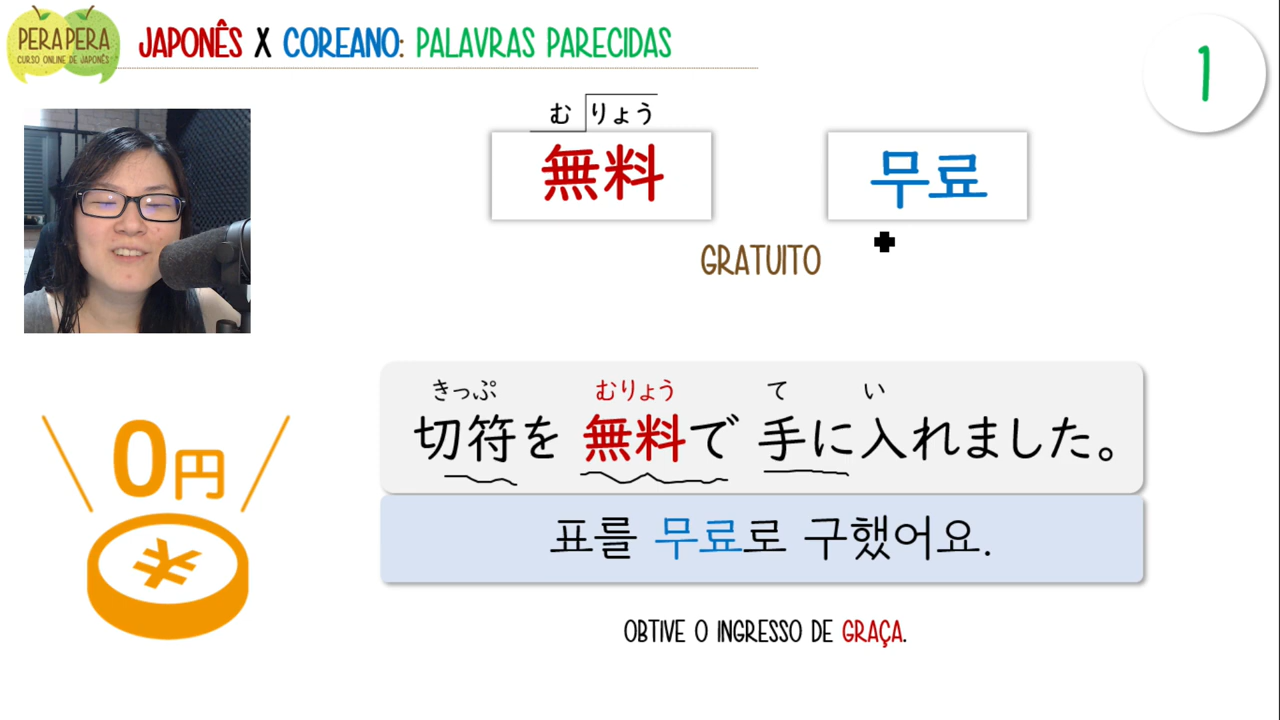 PERAPERA
CURSO ONLINE DE JAPONÊS
JAPONÊS X COREANO: PALAVRAS PARECIDAS
1
む りょう
無料
무료
GRATUITO
0円
¥
きっぷ むりょう て い
切符を 無料で 手に入れました。
표를 무료로 구했어요.
OBTIVE O INGRESSO DE GRAÇA.